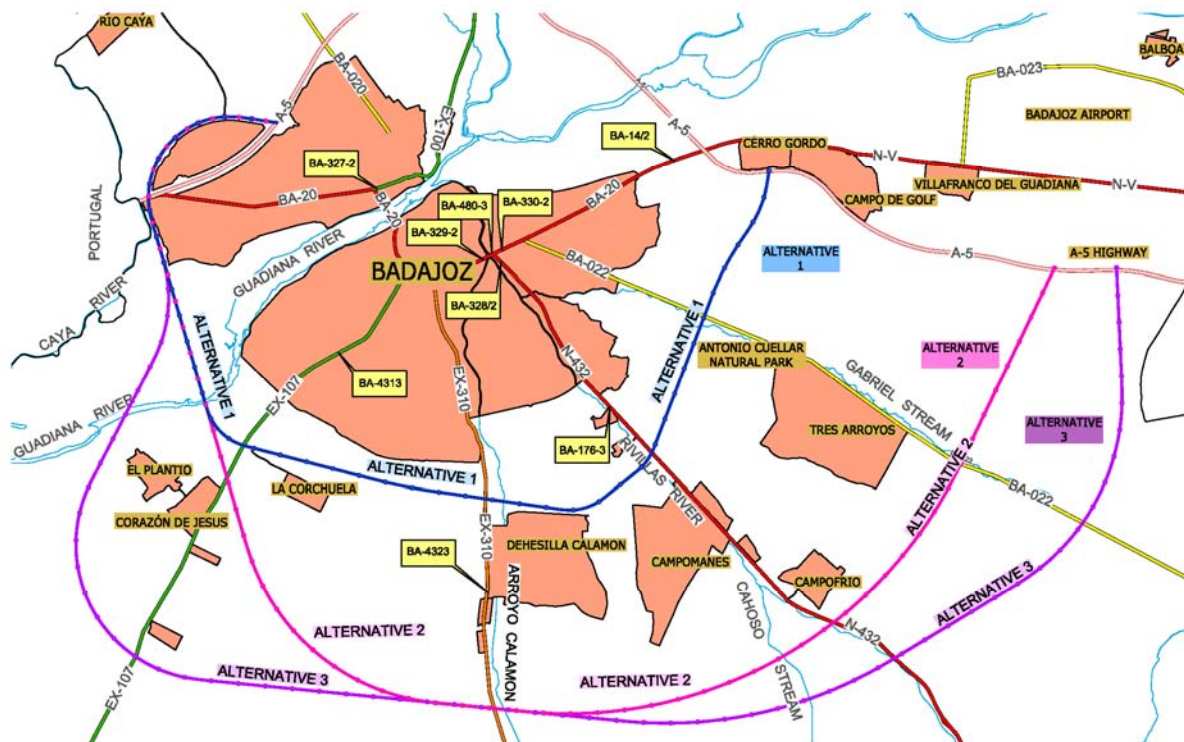 RIO CAYA
BALBOA
BA-020
A-5
EX-100
BA-023
BADAJOZ AIRPORT
A-5
BA-14/2
CERRO GORDO
N-V
BA-327-2
VILLAFRANCO DEL GUADIANA
N-V
BA-20
BA-20
BA-480-3
BA-330-2
BA-20
CAMPO DE GOLF
PORTUGAL
GUADIANA RIVER
BA-329-2
BA-022
ALTERNATIVE
1
A-5
A-5 HIGHWAY
BADAJOZ
BA-328/2
CAYA RIVER
ALTERNATIVE 1
ALTERNATIVE 1
ANTONIO CUELLAR
NATURAL PARK
ALTERNATIVE
2
BA-4313
N-432
EX-310
EX-107
GABRIEL STREAM
GUADIANA RIVER
TRES ARROYOS
ALTERNATIVE
3
BA-176-3
RIVILLAS RIVER
EL PLANTIO
LA CORCHUELA
ALTERNATIVE 1
ALTERNATIVE 2
BA-022
CORAZÓN DE JESUS
EX-310
DEHESILLA CALAMON
CAMPOMANES
BA-4323
CAMPOFRIO
ARROYO CALAMON
CAHOSO STREAM
ALTERNATIVE 3
ALTERNATIVE 2
N-432
ALTERNATIVE 3
ALTERNATIVE 2
EX-107